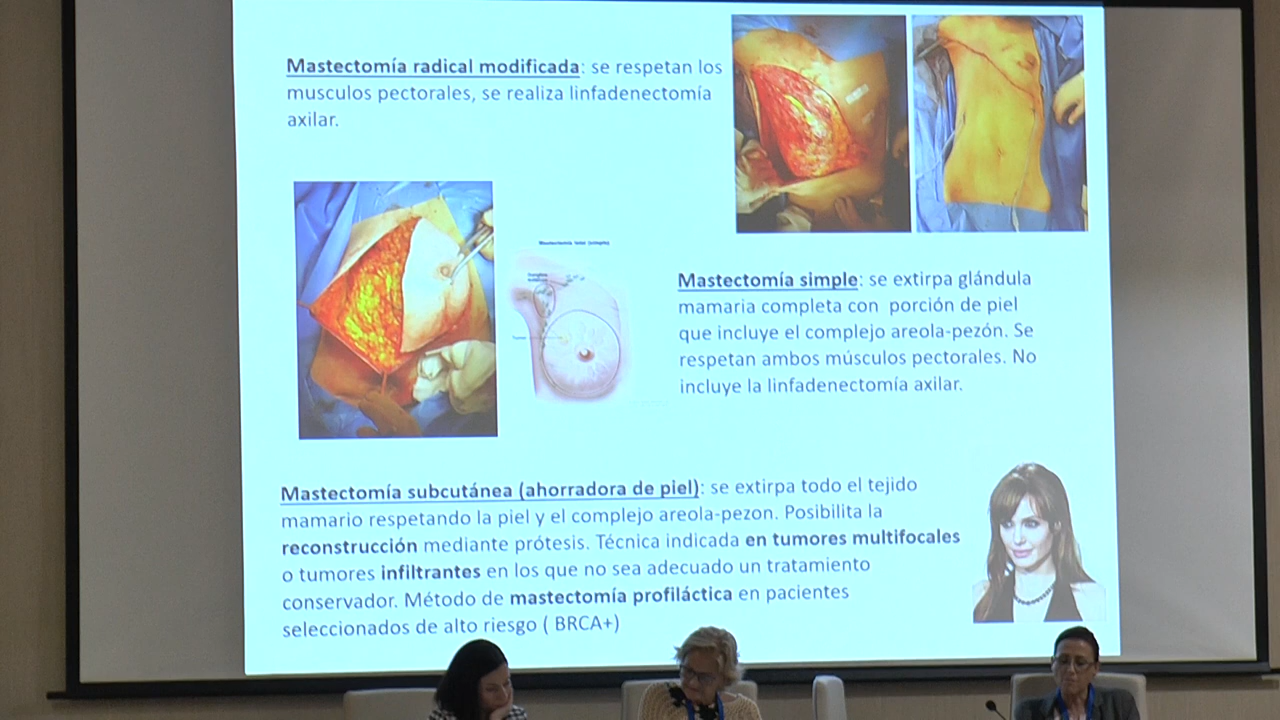 Mastectomía radical modificada: se respetan los
musculos pectorales, se realiza linfadenectomía
axilar.
Mastectomía total (simple)
Mastectomía simple: se extirpa glándula
mamaria completa con porción de piel
que incluye el complejo areola-pezón. Se
respetan ambos músculos pectorales. No
incluye la linfadenectomía axilar.
Mastectomía subcutánea (ahorradora de piel): se extirpa todo el tejido
mamario respetando la piel y el complejo areola-pezon. Posibilita la
reconstrucción mediante prótesis. Técnica indicada en tumores multifocales
o tumores infiltrantes en los que no sea adecuado un tratamiento
conservador. Método de mastectomía profiláctica en pacientes
seleccionados de alto riesgo ( BRCA+)